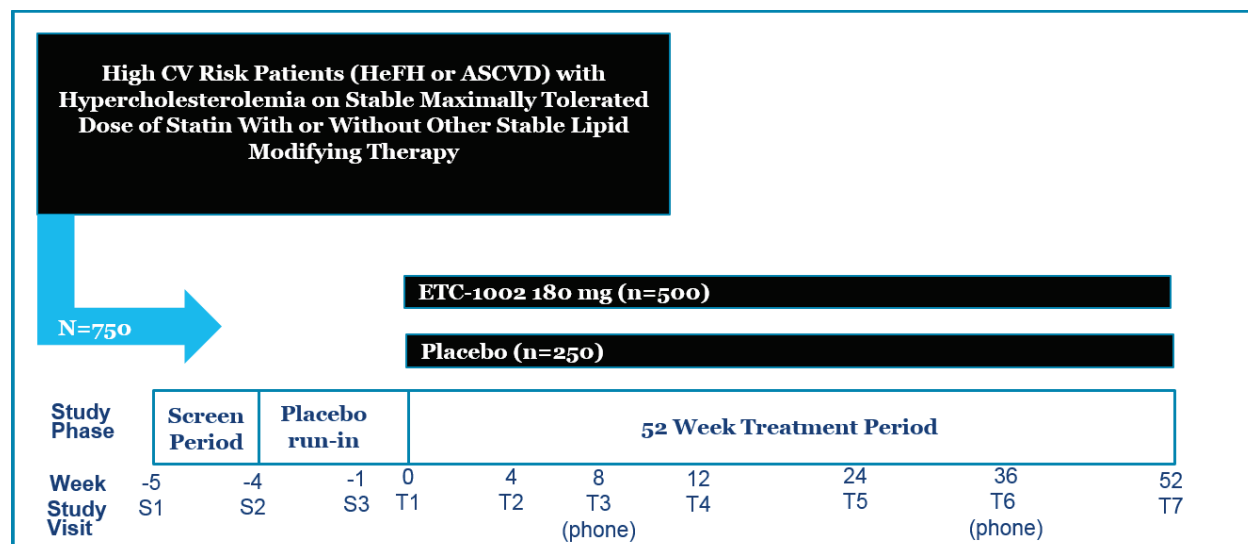 High CV Risk Patients (HeFH or ASCVD) with
Hypercholesterolemia on Stable Maximally Tolerated
Dose of Statin With or Without Other Stable Lipid
Modifying Therapy
N=750
ETC-1002 180 mg (n=500)
Placebo (n=250)
Study
Phase
Screen
Period
Placebo
run-in
52 Week Treatment Period
Week -5 -4 -1 0 4 8 12 24 36 52
Study
Visit
S1 S2 S3 T1 T2 T3 T4 T5 T6 T7
(phone) (phone)